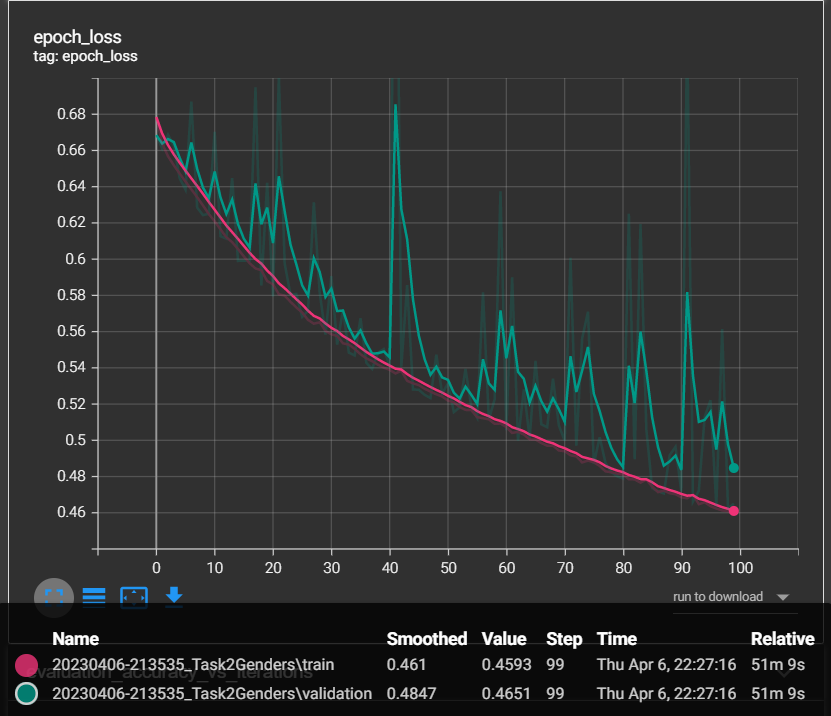 epoch_loss
tag: epoch_loss
0.68
0.66
0.64
0.62
0.6
0.58
0.56
0.54
0.52
0.5
0.48
0.46
0 10 20 30 40 50 60 70 80 90 100
run to download
Name Smoothed Value Step Time Relative
20230406-213535_Task2Genders\train 0.461 0.4593 99 Thu Apr 6, 22:27:16 51m 9s
evaluation_accuracy_vs_iterations
20230406-213535_Task2Genders\validation 0.4847 0.4651 99 Thu Apr 6, 22:27:16 51m 9s